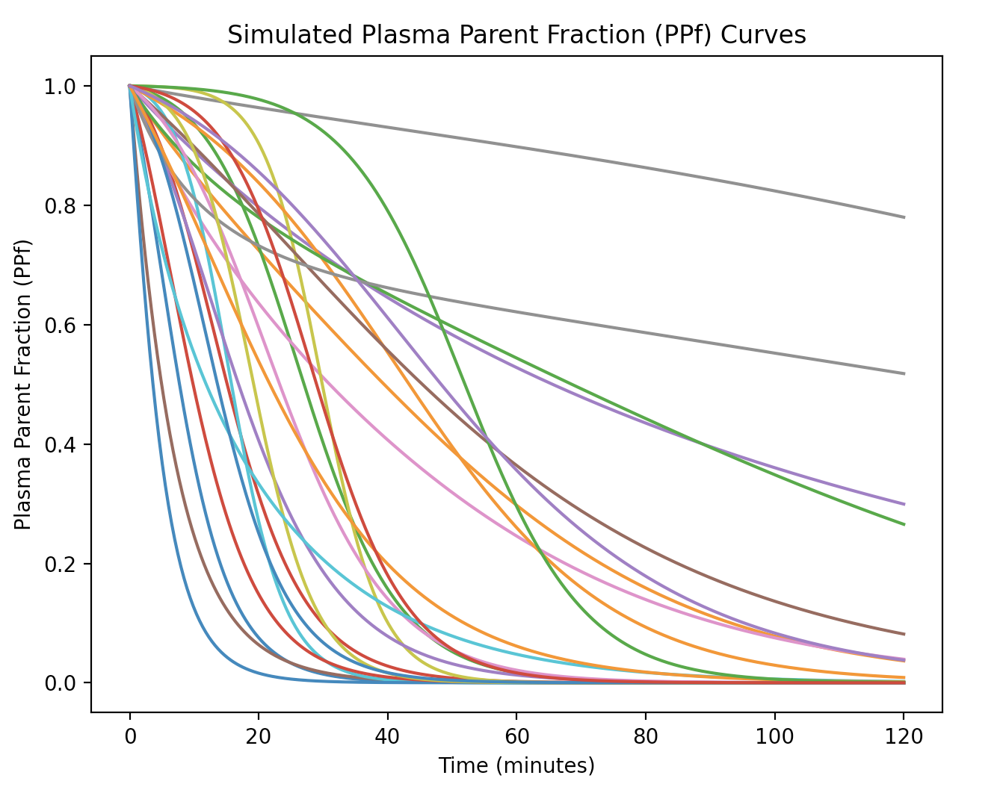 Simulated Plasma Parent Fraction (PPf) Curves
Plasma Parent Fraction (PPf)
1.0
0.8
0.6
0.4
0.2
0.0
0 20 40 60 80 100 120
Time (minutes)